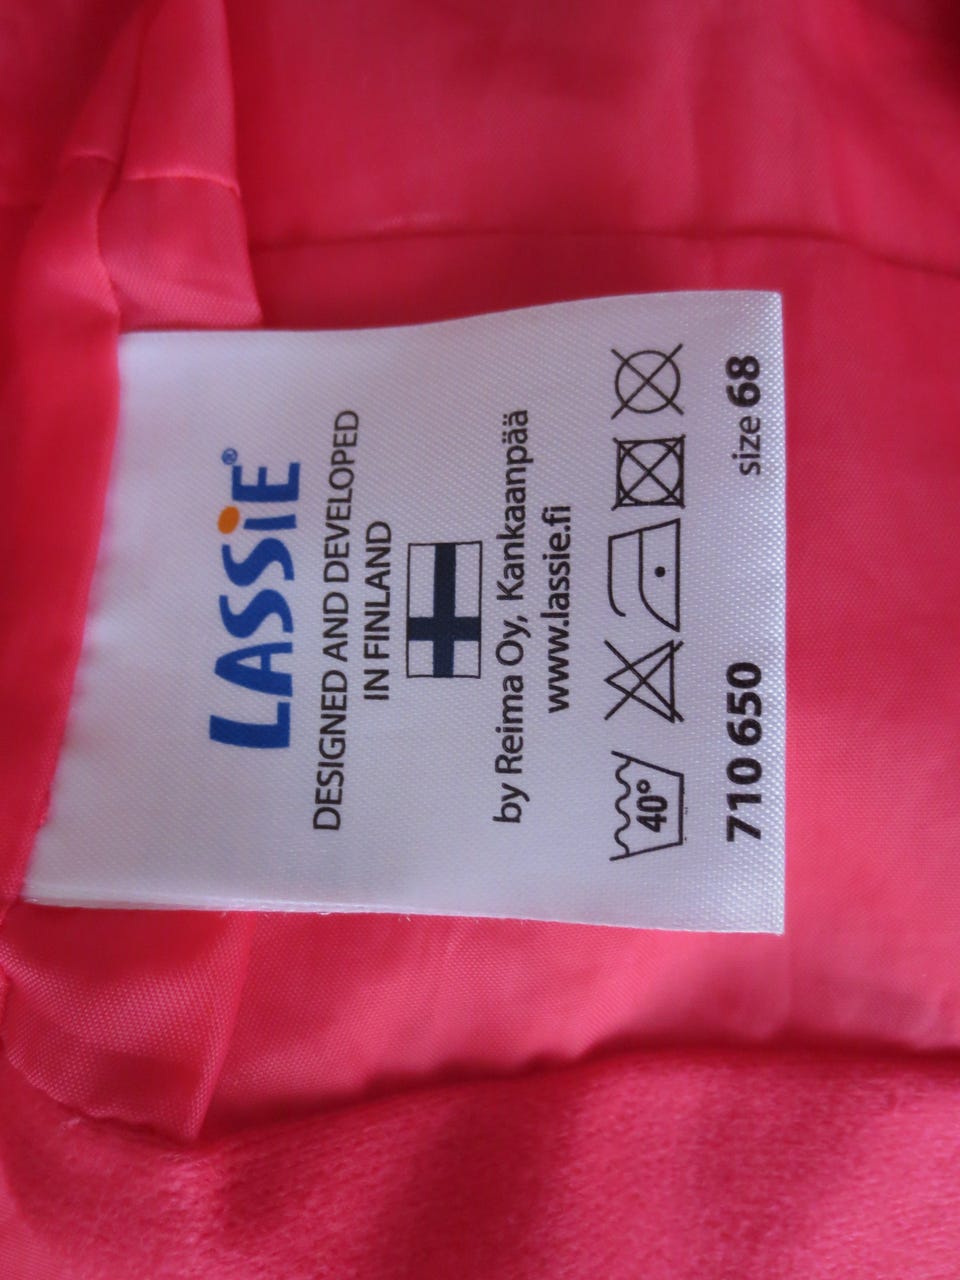 LASSiE®
DESIGNED AND DEVELOPED
IN FINLAND
by Reima Oy, Kankaanpää
www.lassie.fi
40°
710 650 size 68